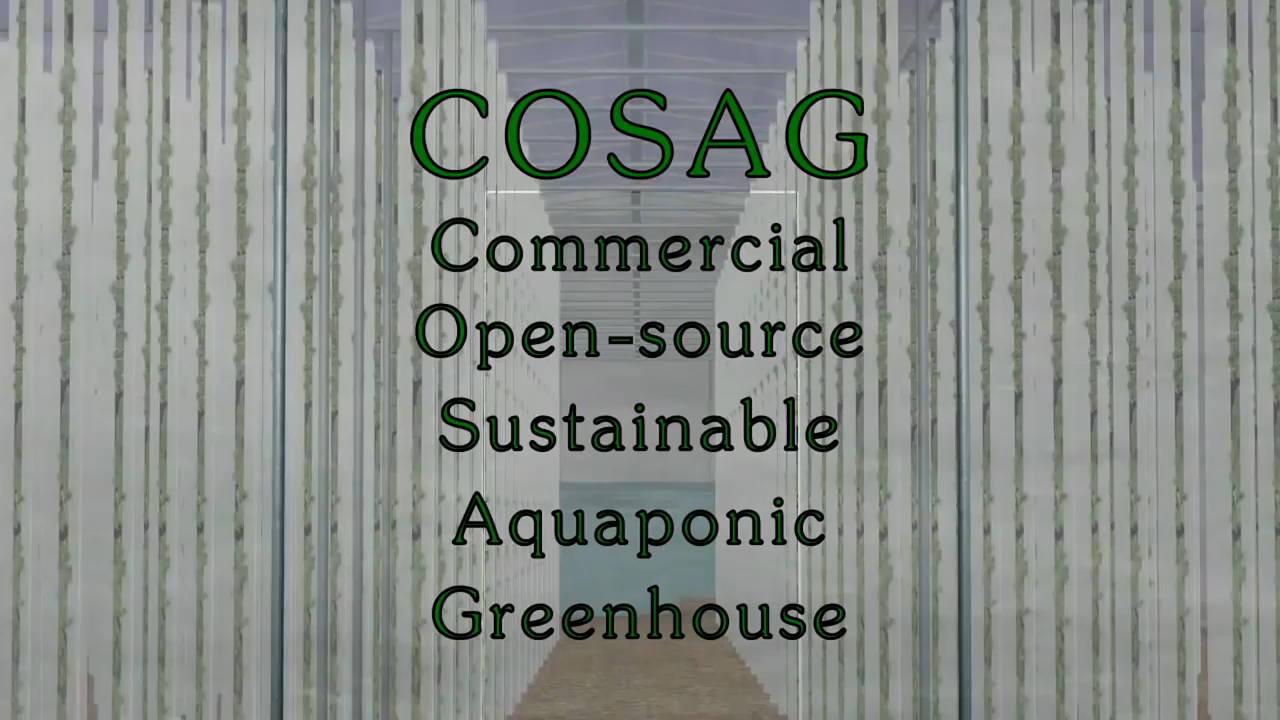 COSAG
Commercial
Open-source
Sustainable
Aquaponic
Greenhouse